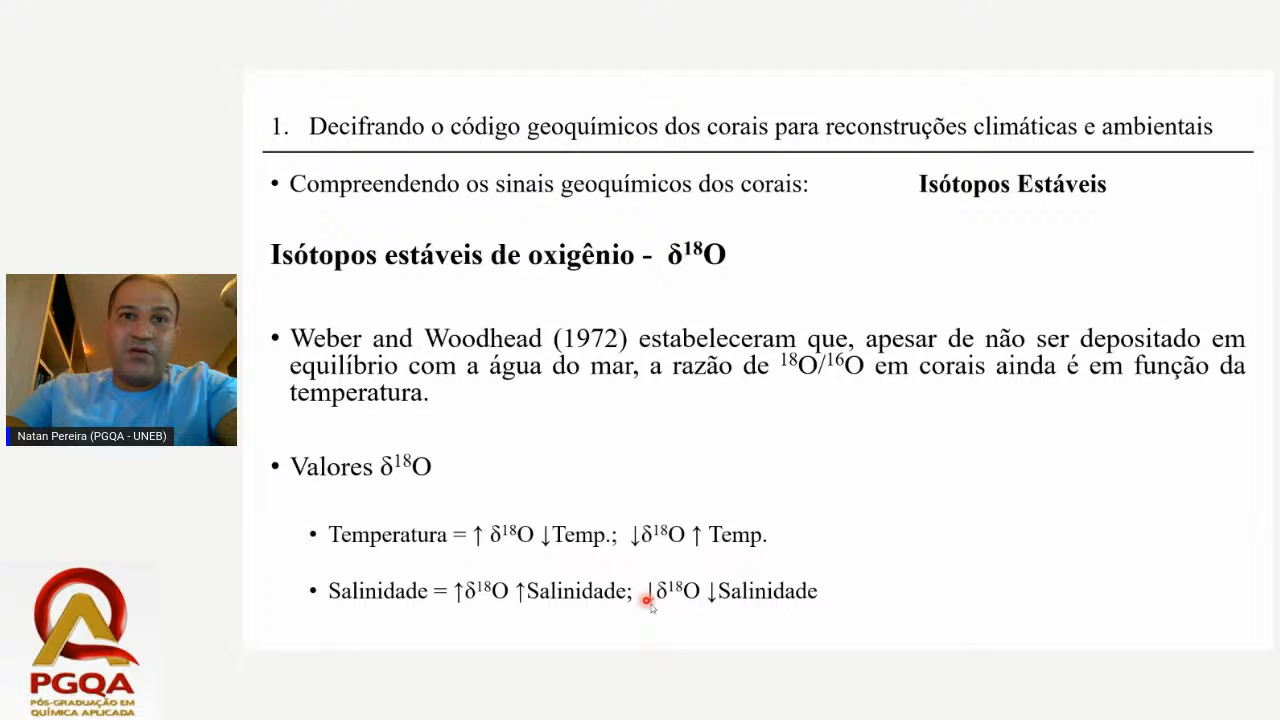 1. Decifrando o código geoquímicos dos corais para reconstruções climáticas e ambientais
• Compreendendo os sinais geoquímicos dos corais: Isótopos Estáveis
Isótopos estáveis de oxigênio - δ¹⁸O
• Weber and Woodhead (1972) estabeleceram que, apesar de não ser depositado em
equilíbrio com a água do mar, a razão de ¹⁸O/¹⁶O em corais ainda é em função da
temperatura.
• Valores δ¹⁸O
• Temperatura = ↑ δ¹⁸O ↓Temp.; ↓δ¹⁸O ↑ Temp.
• Salinidade = ↑δ¹⁸O ↑Salinidade; ↓δ¹⁸O ↓Salinidade
Natan Pereira (PGQA - UNEB)
PGQA
PÓS-GRADUAÇÃO EM
QUÍMICA APLICADA